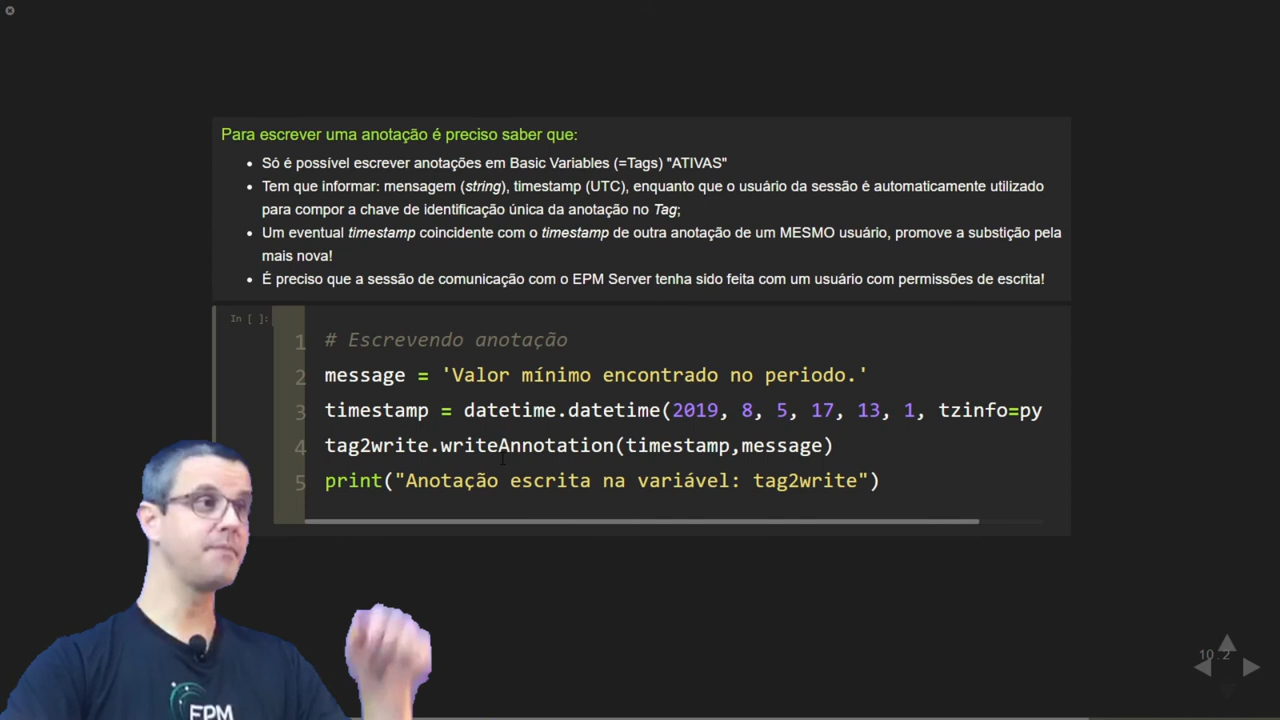 Para escrever uma anotação é preciso saber que:
• Só é possível escrever anotações em Basic Variables (=Tags) "ATIVAS"
• Tem que informar: mensagem (string), timestamp (UTC), enquanto que o usuário da sessão é automaticamente utilizado
para compor a chave de identificação única da anotação no Tag;
• Um eventual timestamp coincidente com o timestamp de outra anotação de um MESMO usuário, promove a substição pela
mais nova!
• É preciso que a sessão de comunicação com o EPM Server tenha sido feita com um usuário com permissões de escrita!
In [ ]:
1 # Escrevendo anotação
2 message = 'Valor mínimo encontrado no periodo.'
3 timestamp = datetime.datetime(2019, 8, 5, 17, 13, 1, tzinfo=py
4 tag2write.writeAnnotation(timestamp,message)
5 print("Anotação escrita na variável: tag2write")
EPM
10.2